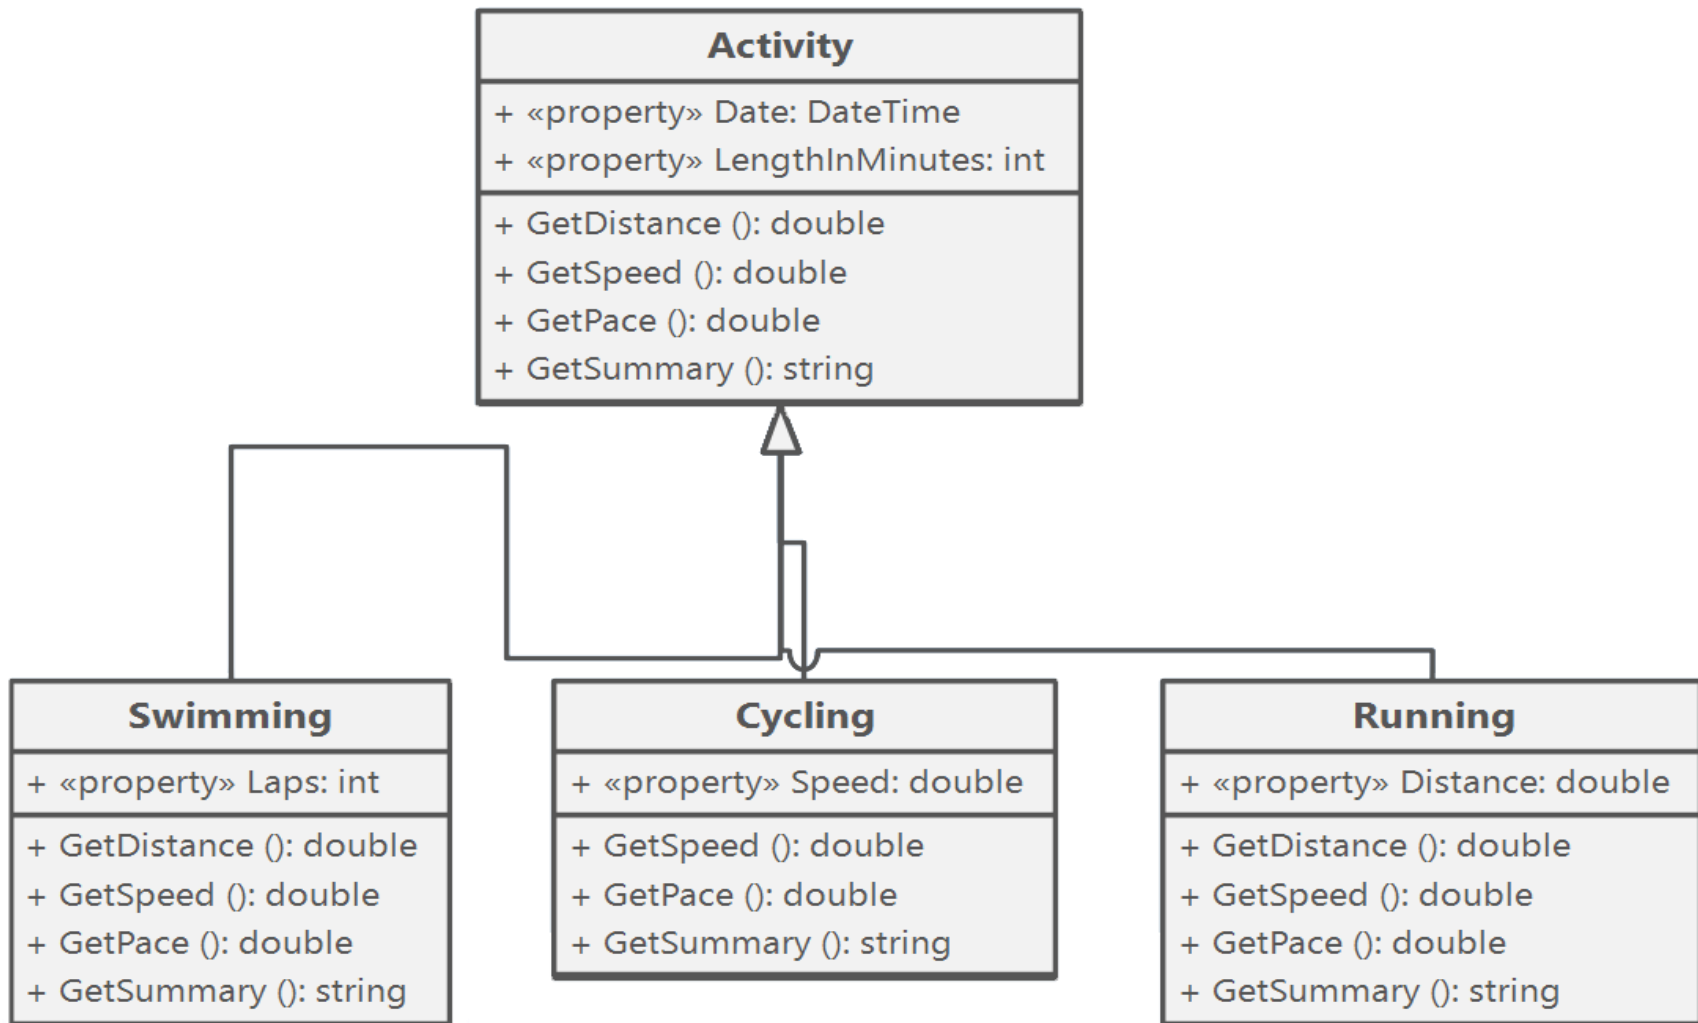 Activity
+ «property» Date: DateTime
+ «property» LengthInMinutes: int
+ GetDistance (): double
+ GetSpeed (): double
+ GetPace (): double
+ GetSummary (): string
Swimming
+ «property» Laps: int
+ GetDistance (): double
+ GetSpeed (): double
+ GetPace (): double
+ GetSummary (): string
Cycling
+ «property» Speed: double
+ GetSpeed (): double
+ GetPace (): double
+ GetSummary (): string
Running
+ «property» Distance: double
+ GetDistance (): double
+ GetSpeed (): double
+ GetPace (): double
+ GetSummary (): string